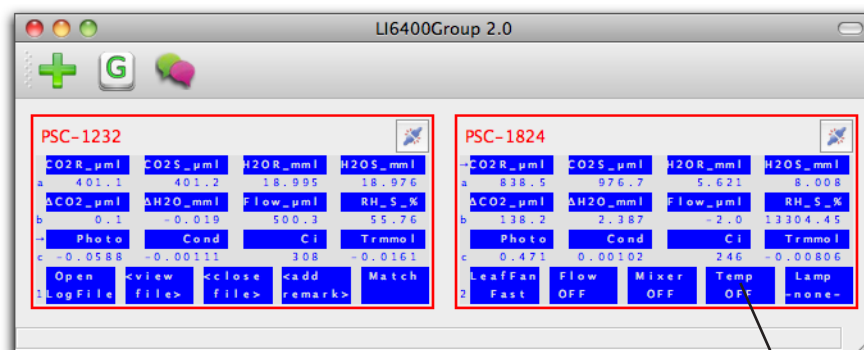 LI6400Group 2.0
G
PSC-1232
CO2R_µml CO2S_µml H2OR_mml H2OS_mml
a 401.1 401.2 18.995 18.976
ΔCO2_µml ΔH2O_mml Flow_µml RH_S_%
b 0.1 -0.019 500.3 55.76
→ Photo Cond Ci Trmmol
c -0.0588 -0.00111 308 -0.0161
Open <view <close <add Match
1 LogFile file> file> remark>
PSC-1824
→CO2R_µml CO2S_µml H2OR_mml H2OS_mml
a 838.5 976.7 5.621 8.008
ΔCO2_µml ΔH2O_mml Flow_µml RH_S_%
b 138.2 2.387 -2.0 13304.45
Photo Cond Ci Trmmol
c 0.471 0.00102 246 -0.00806
LeafFan Flow Mixer Temp Lamp
2 Fast OFF OFF OFF -none-